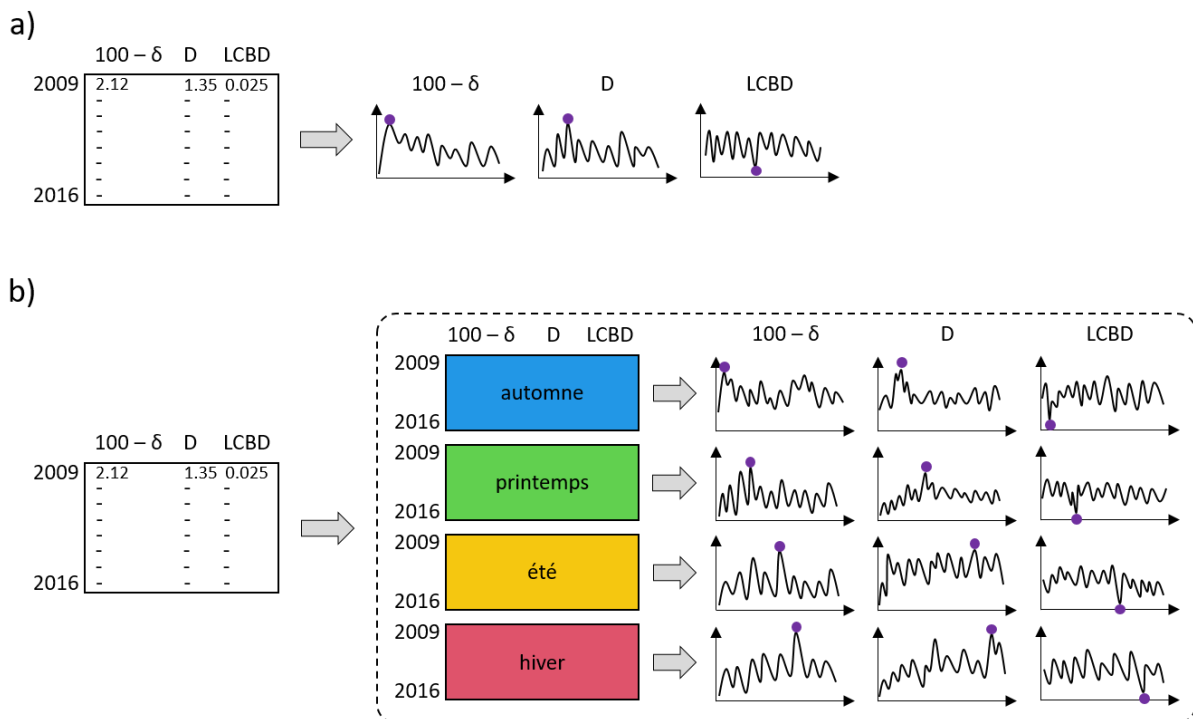 a)
100 – δ D LCBD
2009 2.12 1.35 0.025
- - -
- - -
- - -
- - -
- - -
- - -
2016 - - -
100 – δ D LCBD
b)
100 – δ D LCBD
2009 2.12 1.35 0.025
- - -
- - -
- - -
- - -
- - -
- - -
2016 - - -
100 – δ D LCBD
100 – δ D LCBD
2009
automne
2016
2009
printemps
2016
2009
été
2016
2009
hiver
2016